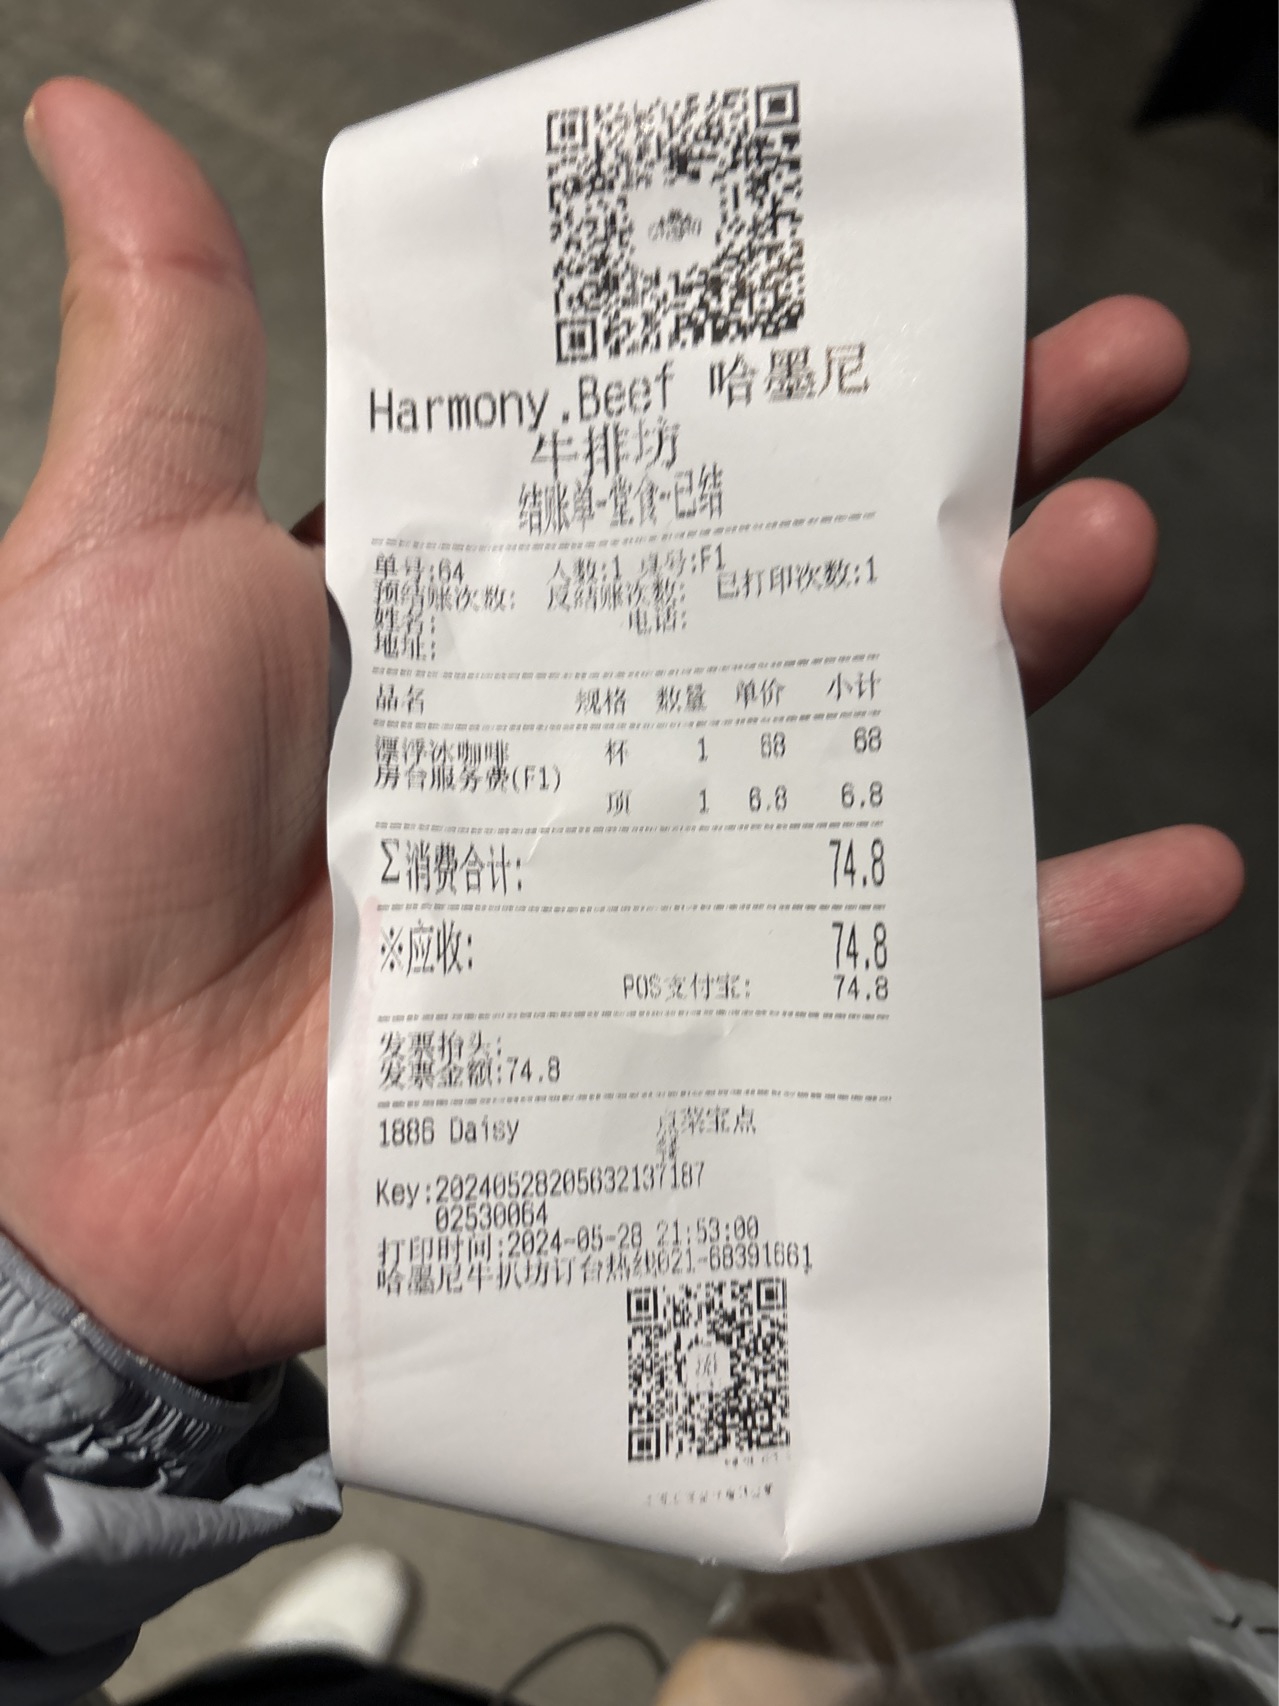 Harmony.Beef 哈墨尼
牛排坊
结账单-堂食-已结
单号:64 人数:1 桌号:F1
预结账次数: 反结账次数: 已打印次数:1
姓名: 电话:
地址:
品名 规格 数量 单价 小计
漂浮冰咖啡 杯 1 68 68
房台服务费(F1)
项 1 6.8 6.8
Σ消费合计: 74.8
※应收: 74.8
POS支付宝: 74.8
发票抬头:
发票金额:74.8
1886 Daisy 点菜宝点
Key:20240528205632137187
02530064
打印时间:2024-05-28 21:53:00
哈墨尼牛扒坊订台热线021-68391661